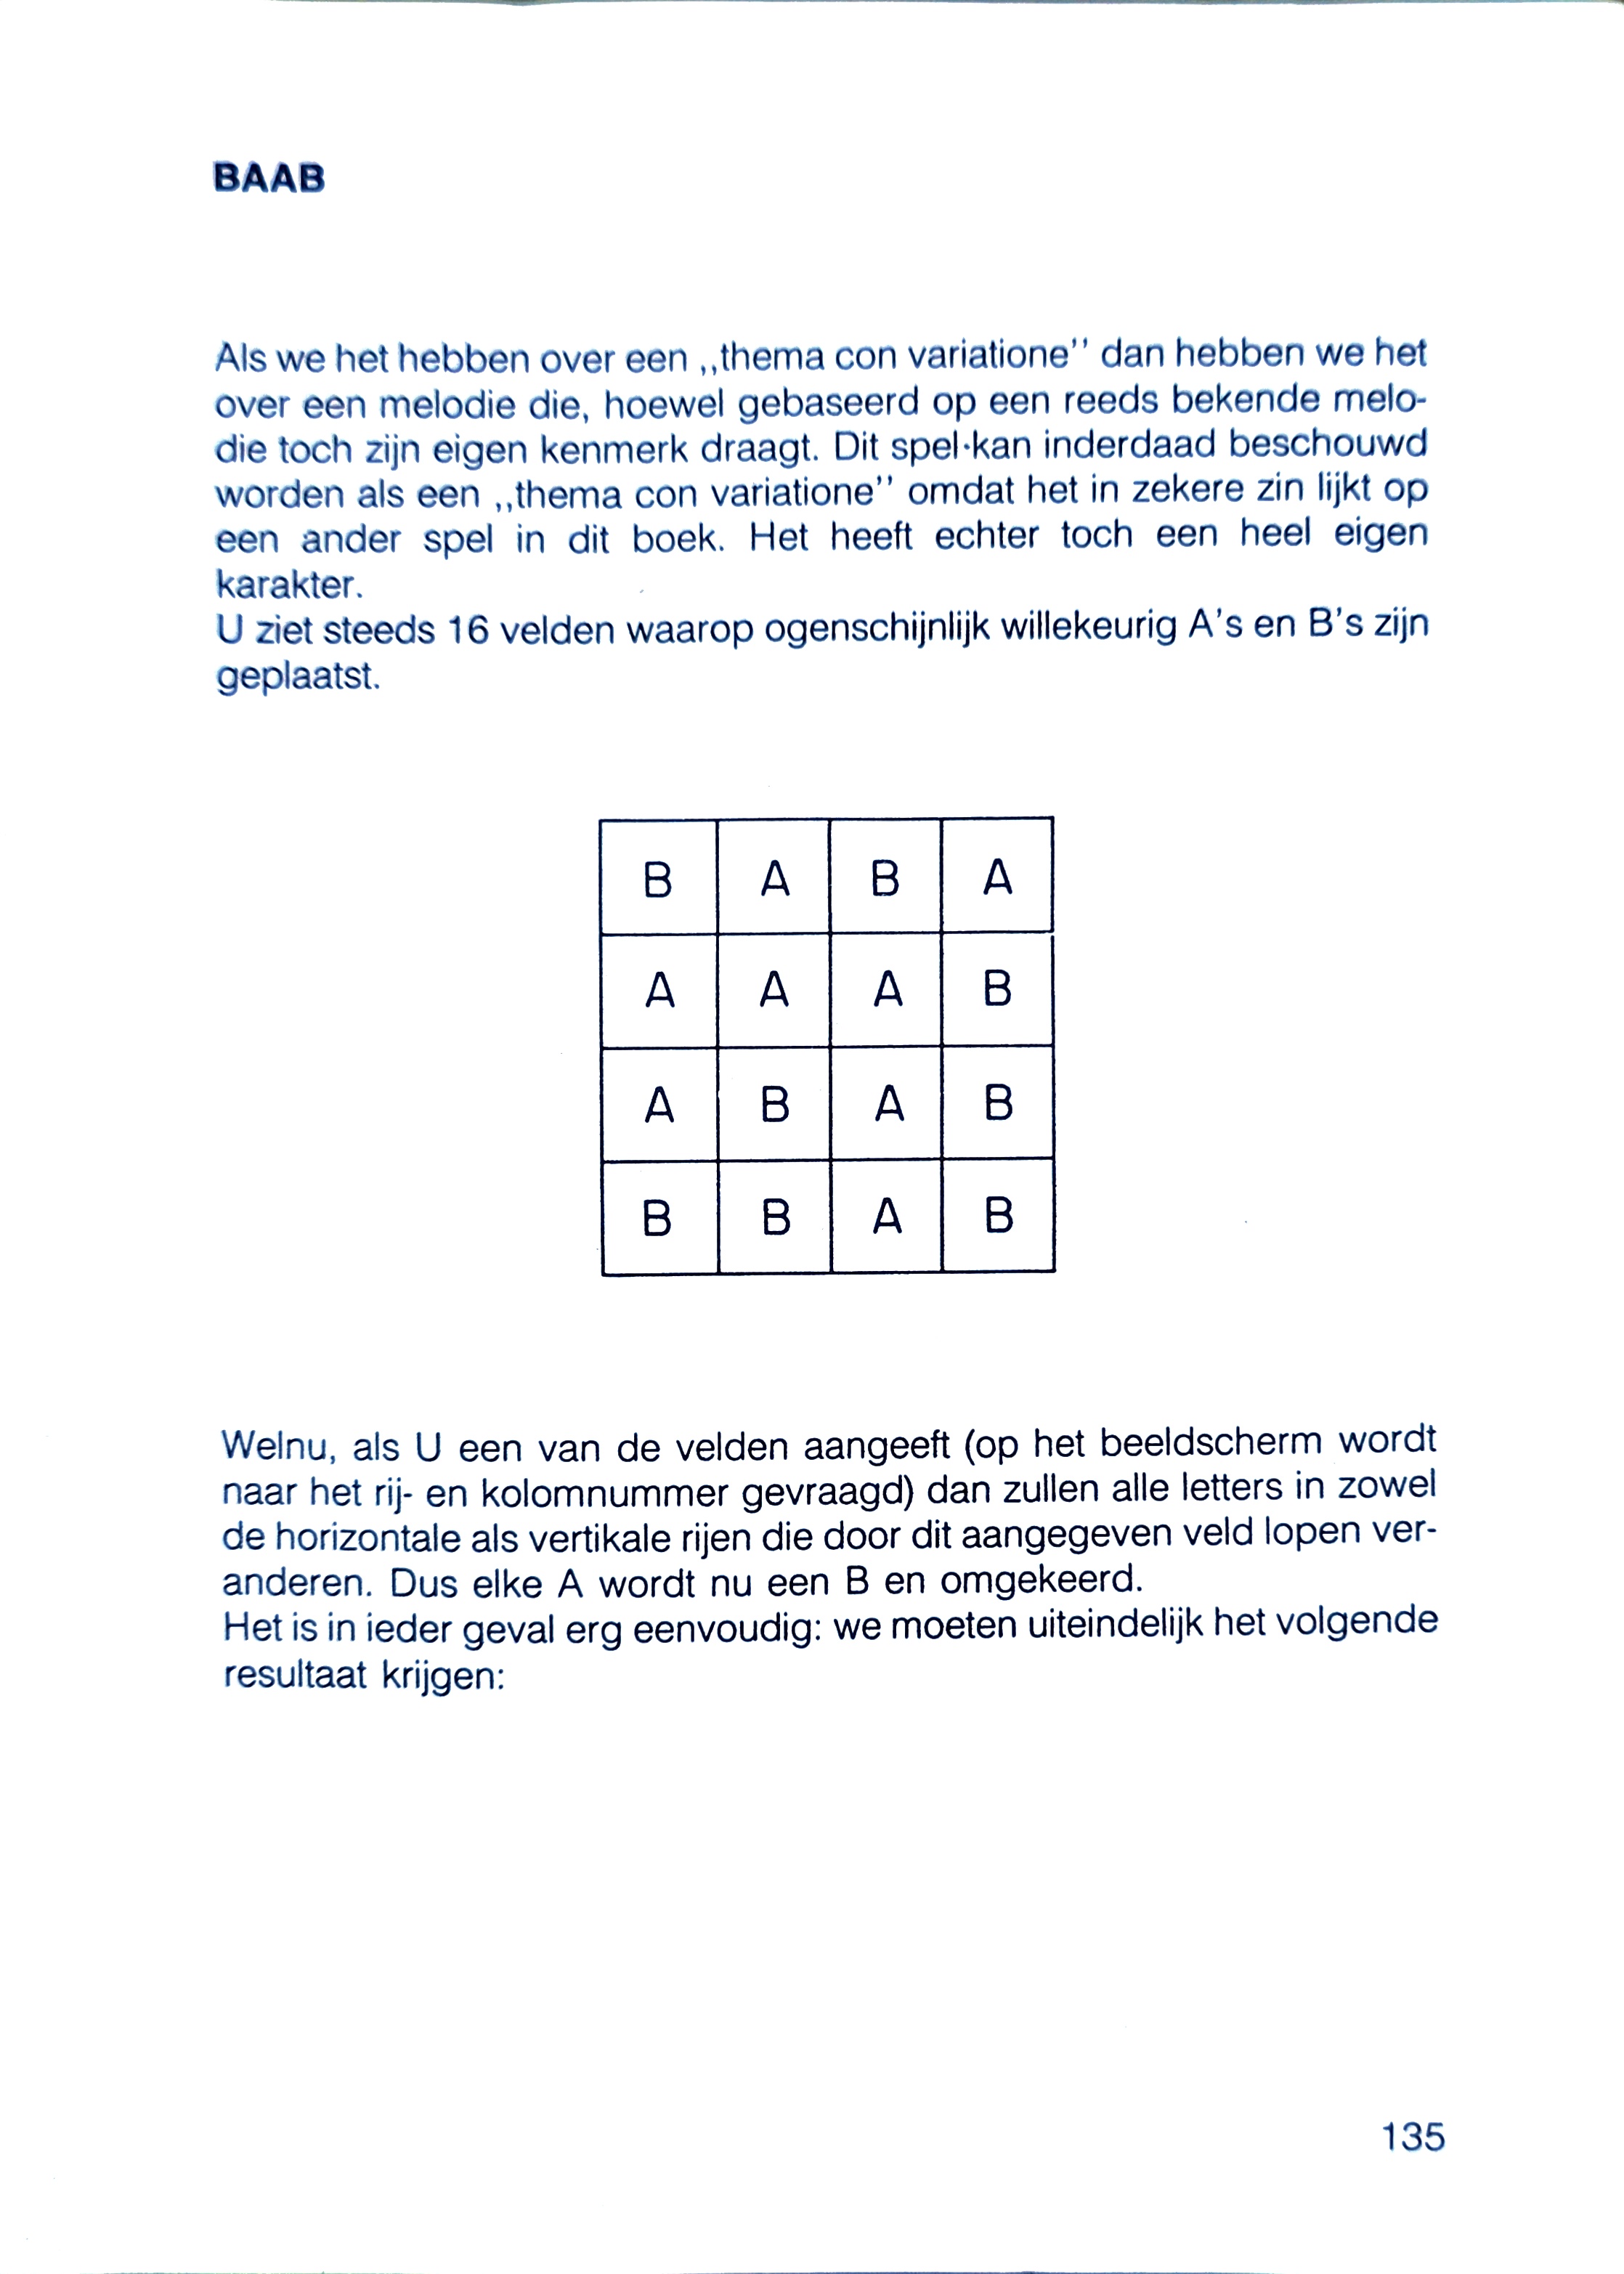 BAAB
Als we het hebben over een ,,thema con variatione'' dan hebben we het
over een melodie die, hoewel gebaseerd op een reeds bekende melo-
die toch zijn eigen kenmerk draagt. Dit spel·kan inderdaad beschouwd
worden als een ,,thema con variatione'' omdat het in zekere zin lijkt op
een ander spel in dit boek. Het heeft echter toch een heel eigen
karakter.
U ziet steeds 16 velden waarop ogenschijnlijk willekeurig A's en B's zijn
geplaatst.
B A B A
A A A B
A B A B
B B A B
Welnu, als U een van de velden aangeeft (op het beeldscherm wordt
naar het rij- en kolomnummer gevraagd) dan zullen alle letters in zowel
de horizontale als vertikale rijen die door dit aangegeven veld lopen ver-
anderen. Dus elke A wordt nu een B en omgekeerd.
Het is in ieder geval erg eenvoudig: we moeten uiteindelijk het volgende
resultaat krijgen:
135